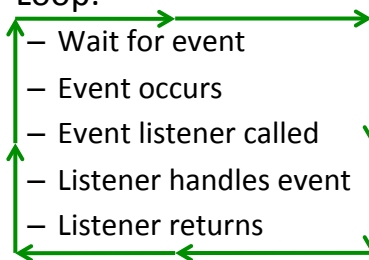 Loop:
– Wait for event
– Event occurs
– Event listener called
– Listener handles event
– Listener returns